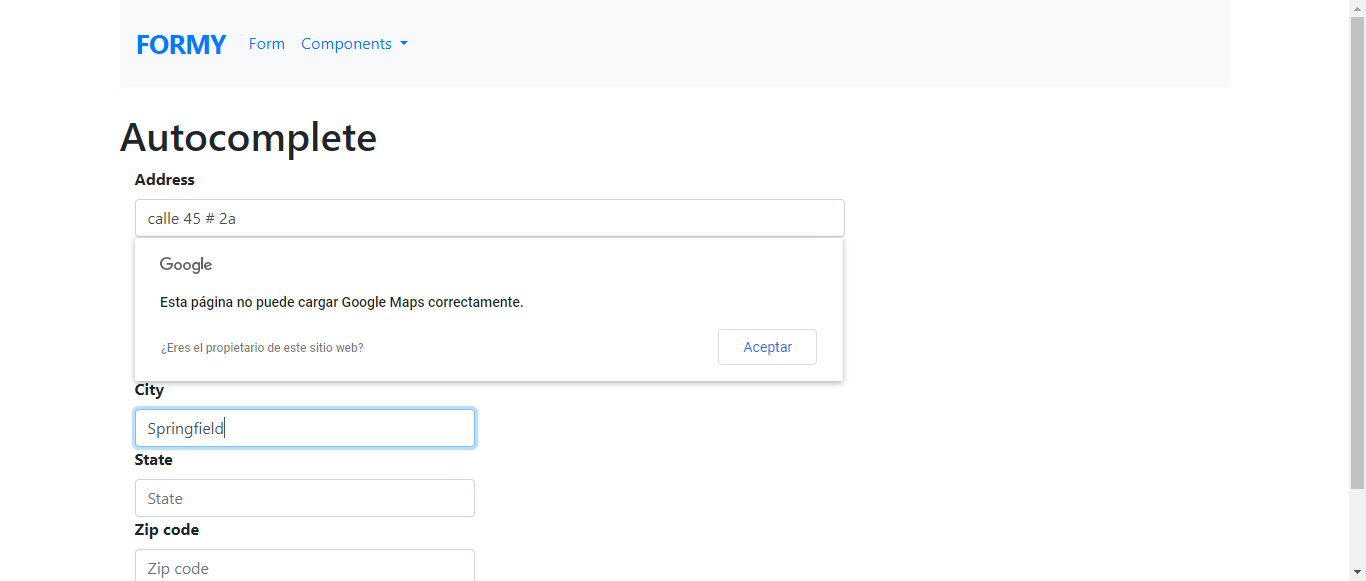 FORMY Form Components
Autocomplete
Address
calle 45 # 2a
Google
Esta página no puede cargar Google Maps correctamente.
¿Eres el propietario de este sitio web? Aceptar
City
Springfield
State
State
Zip code
Zip code